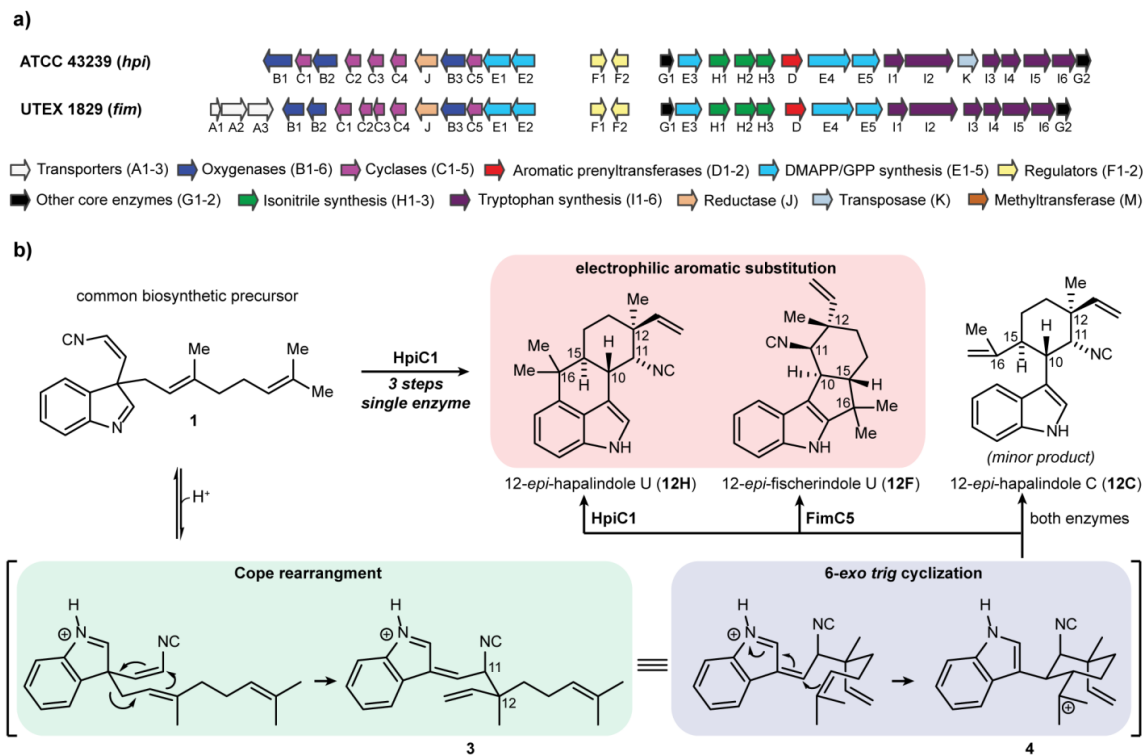 a)
ATCC 43239 (hpi)
B1 C1 B2 C2 C3 C4 J B3 C5 E1 E2 F1 F2 G1 E3 H1 H2 H3 D E4 E5 I1 I2 K I3 I4 I5 I6 G2
UTEX 1829 (fim)
A1 A2 A3 B1 B2 C1 C2 C3 C4 J B3 C5 E1 E2 F1 F2 G1 E3 H1 H2 H3 D E4 E5 I1 I2 I3 I4 I5 I6 G2
Transporters (A1-3) Oxygenases (B1-6) Cyclases (C1-5) Aromatic prenyltransferases (D1-2) DMAPP/GPP synthesis (E1-5) Regulators (F1-2)
Other core enzymes (G1-2) Isonitrile synthesis (H1-3) Tryptophan synthesis (I1-6) Reductase (J) Transposase (K) Methyltransferase (M)
b)
common biosynthetic precursor
CN
Me
Me
Me
N
1
HpiC1
3 steps
single enzyme
electrophilic aromatic substitution
Me
12
11
Me
15
H
NC
Me
16
H
10
NH
12-epi-hapalindole U (12H)
12
Me
CN
11
H
10
15
H
16
Me
Me
NH
12-epi-fischerindole U (12F)
Me
12
Me
15
H
11
16
H
10
NC
NH
(minor product)
12-epi-hapalindole C (12C)
H+
HpiC1
FimC5
both enzymes
Cope rearrangment
H
N
NC
H
N
NC
11
12
3
6-exo trig cyclization
H
N
NC
H
N
NC
4